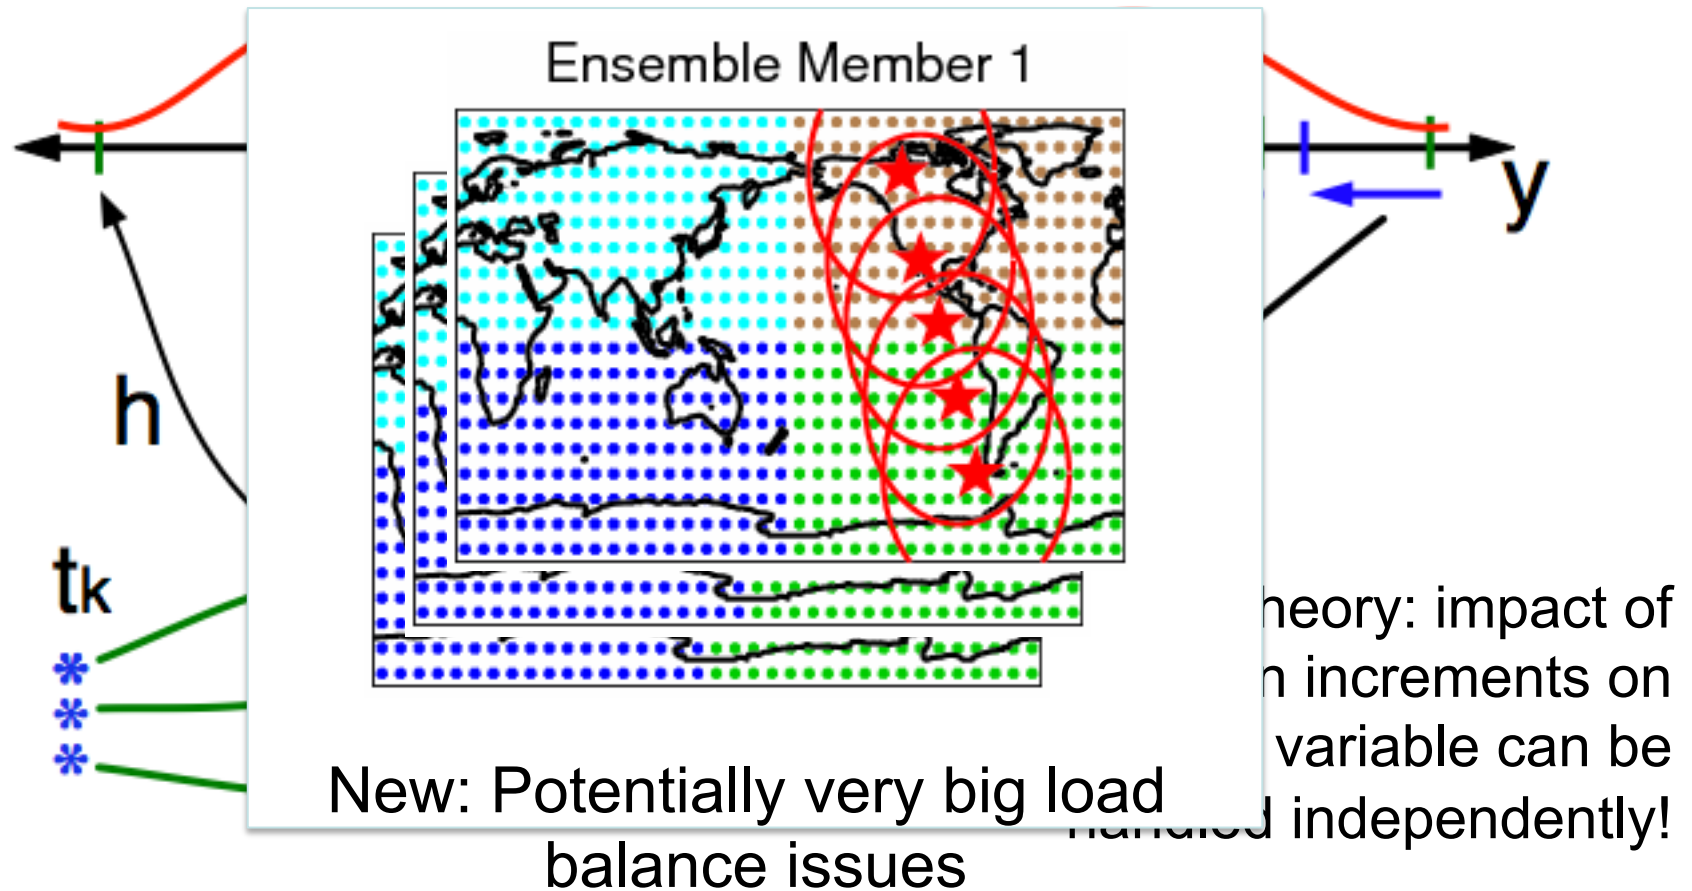 Ensemble Member 1
y
h
tk
*
*
*
heory: impact of
n increments on
variable can be
handled independently!
New: Potentially very big load
balance issues